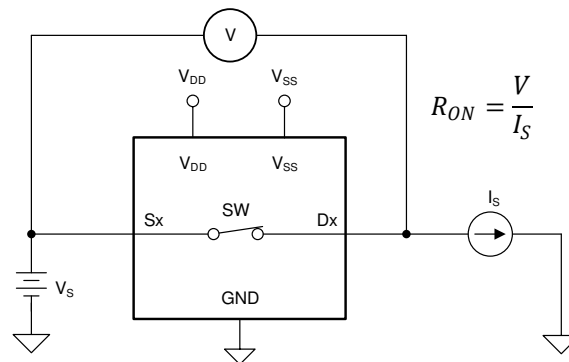 V
V_DD V_SS
R_ON = V/I_S
V_DD V_SS
SW
Sx Dx
I_S
V_S
GND